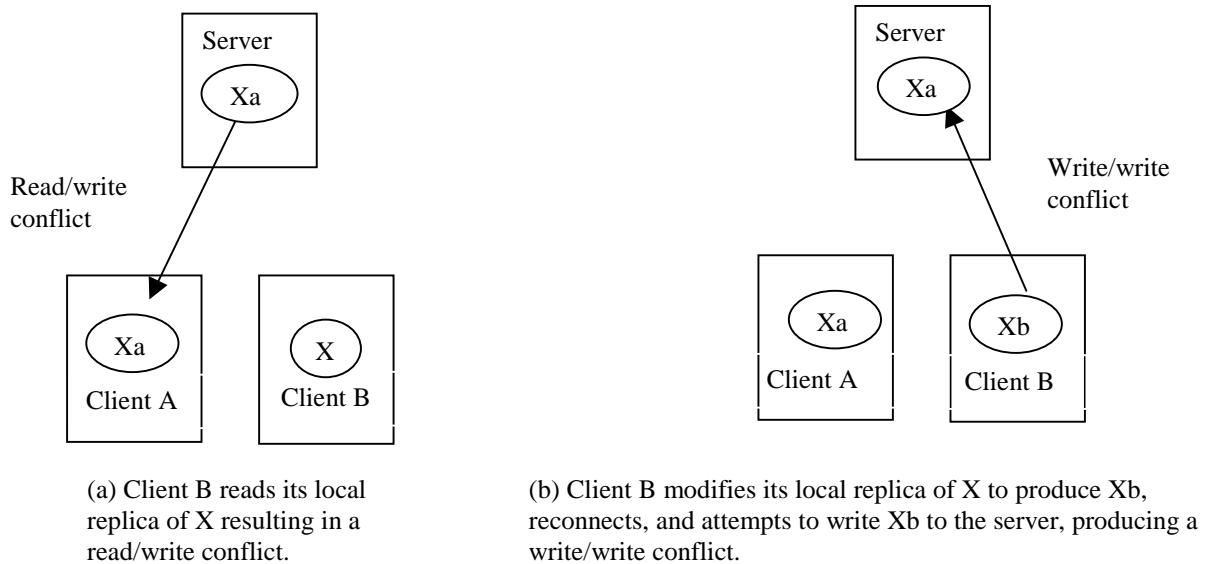 Server
Xa
Read/write
conflict
Xa
Client A
X
Client B
(a) Client B reads its local
replica of X resulting in a
read/write conflict.
Server
Xa
Write/write
conflict
Xa
Client A
Xb
Client B
(b) Client B modifies its local replica of X to produce Xb,
reconnects, and attempts to write Xb to the server, producing a
write/write conflict.